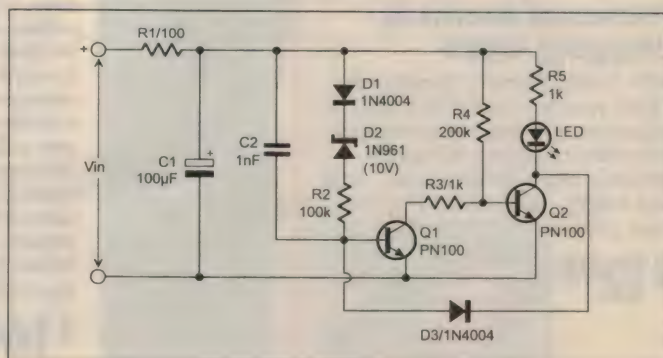 R1/100
+
Vin
C1
100µF
+
C2
1nF
D1
1N4004
D2
1N961
(10V)
R2
100k
R3/1k
Q1
PN100
R4
200k
R5
1k
LED
Q2
PN100
D3/1N4004